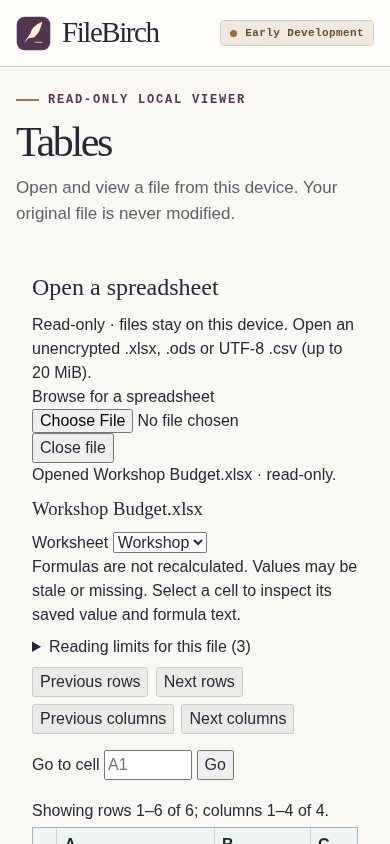 FileBirch
Early Development
READ-ONLY LOCAL VIEWER
Tables
Open and view a file from this device. Your
original file is never modified.
Open a spreadsheet
Read-only · files stay on this device. Open an
unencrypted .xlsx, .ods or UTF-8 .csv (up to
20 MiB).
Browse for a spreadsheet
Choose File No file chosen
Close file
Opened Workshop Budget.xlsx · read-only.
Workshop Budget.xlsx
Worksheet Workshop
Formulas are not recalculated. Values may be
stale or missing. Select a cell to inspect its
saved value and formula text.
Reading limits for this file (3)
Previous rows Next rows
Previous columns Next columns
Go to cell A1 Go
Showing rows 1–6 of 6; columns 1–4 of 4.
A B C